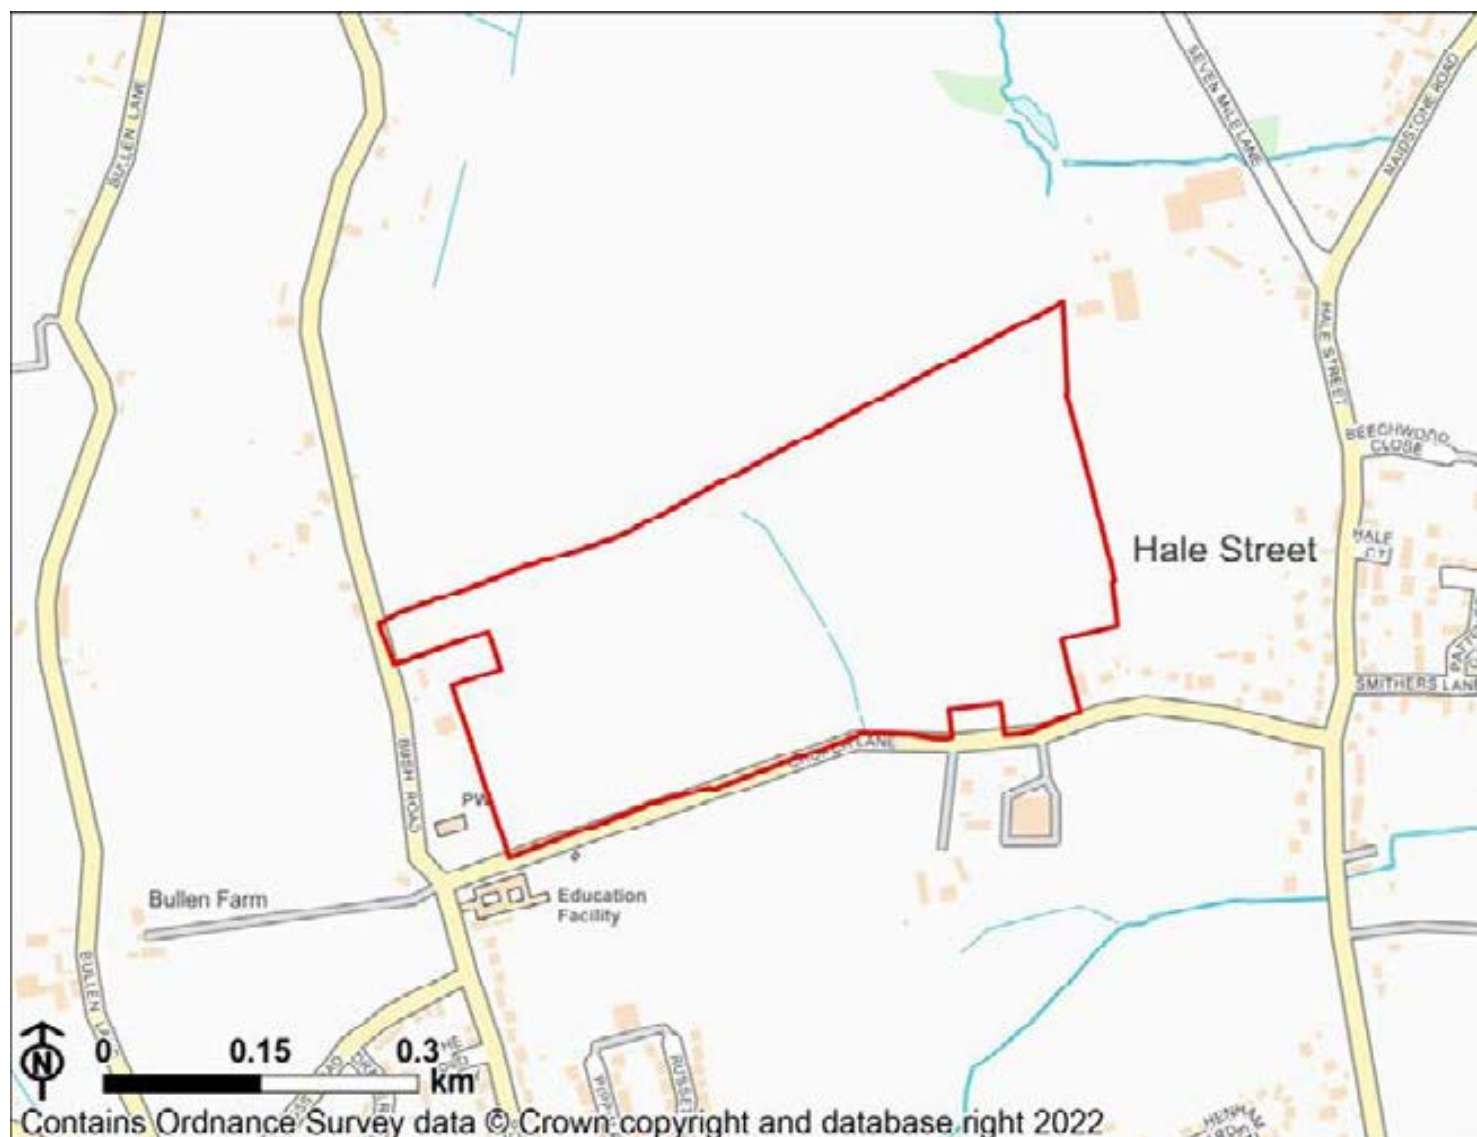 BULLEN LANE
SEVEN MILE LANE
MAIDSTONE ROAD
HALE STREET
BEECHWOOD
CLOSE
Hale Street
HALE
CT
SMITHERS LANE
LANE
ROAD
PW
Education
Facility
Bullen Farm
BULLEN
RUSSET
0
0.15
0.3
km
N
Contains Ordnance Survey data © Crown copyright and database right 2022